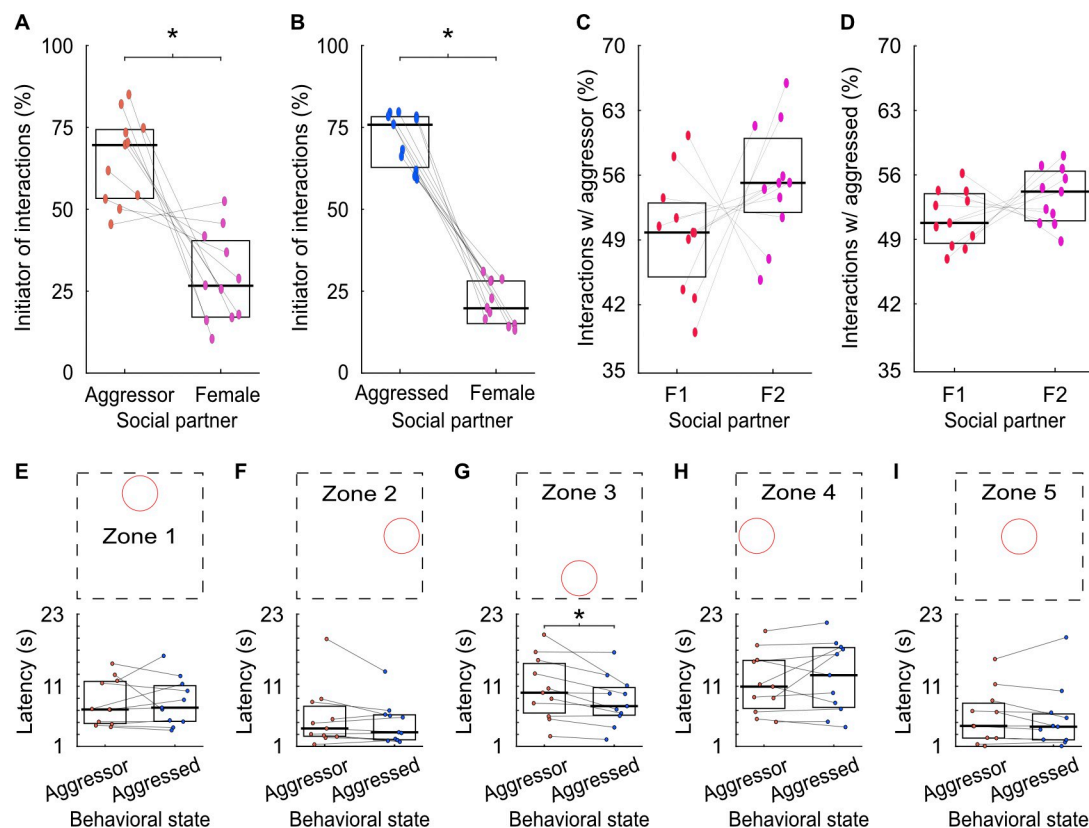 A
B
C
D
*
*
Initiator of interactions (%)
100
75
50
25
0
Aggressor
Female
Social partner
Initiator of interactions (%)
100
75
50
25
0
Aggressed
Female
Social partner
Interactions w/ aggressor (%)
70
63
56
49
42
35
F1
F2
Social partner
Interactions w/ aggressed (%)
70
63
56
49
42
35
F1
F2
Social partner
E
Zone 1
Latency (s)
23
11
1
Aggressor
Aggressed
Behavioral state
F
Zone 2
Latency (s)
23
11
1
Aggressor
Aggressed
Behavioral state
G
Zone 3
*
Latency (s)
23
11
1
Aggressor
Aggressed
Behavioral state
H
Zone 4
Latency (s)
23
11
1
Aggressor
Aggressed
Behavioral state
I
Zone 5
Latency (s)
23
11
1
Aggressor
Aggressed
Behavioral state